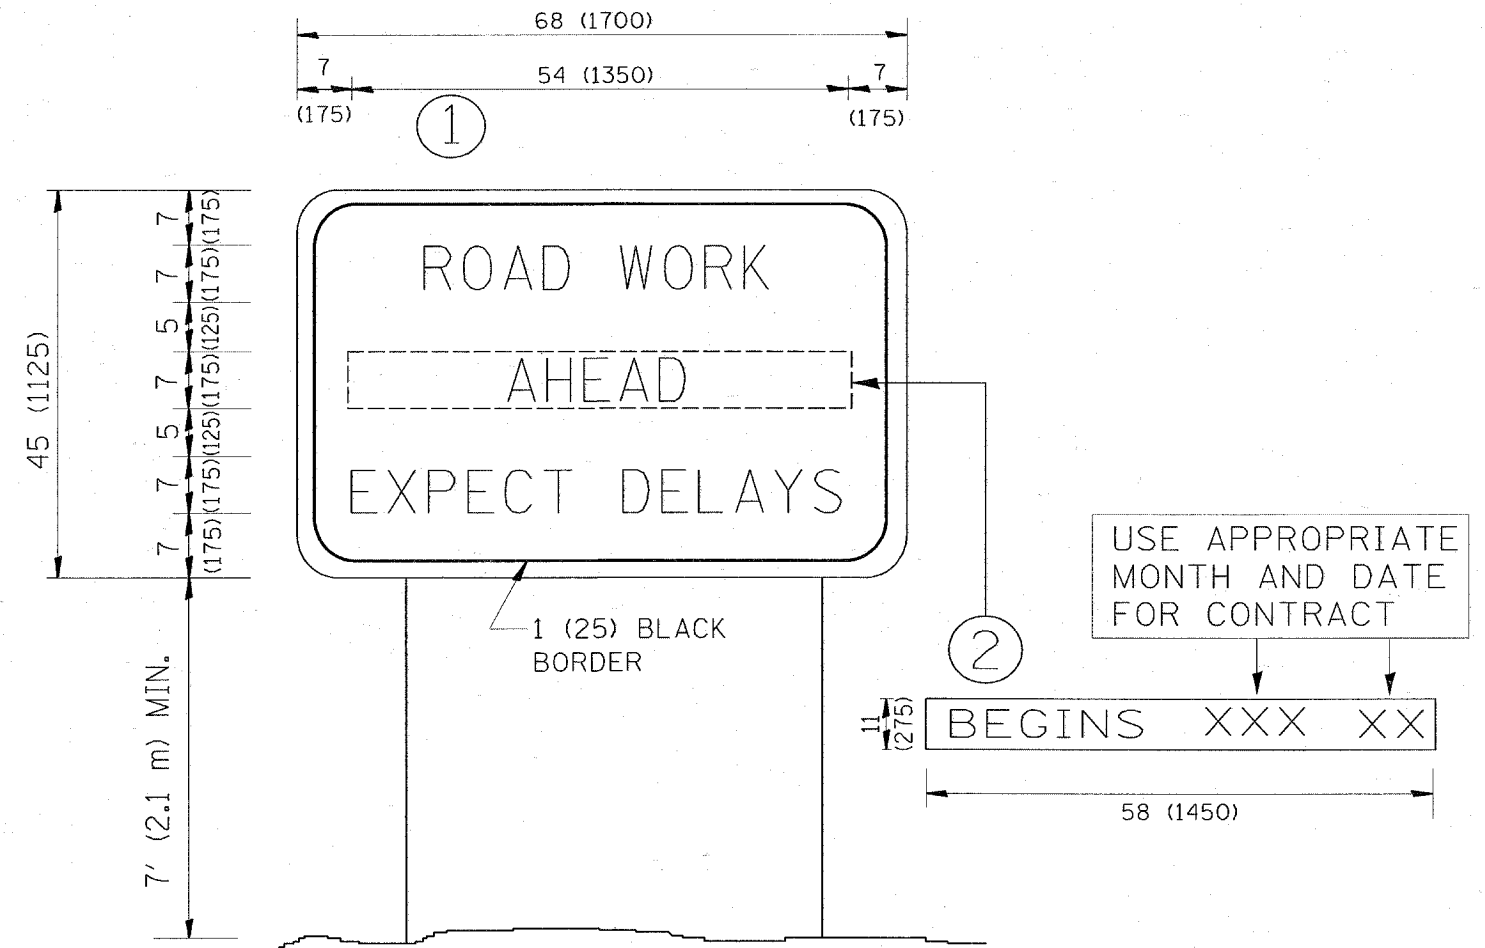 68 (1700)
7
54 (1350)
7
(175)
(175)
1
45 (1125)
7
(175)
7
(175)
5
(125)
7
(175)
5
(125)
7
(175)
7
(175)
ROAD WORK
AHEAD
EXPECT DELAYS
1 (25) BLACK
BORDER
7' (2.1 m) MIN.
2
USE APPROPRIATE
MONTH AND DATE
FOR CONTRACT
11
(275)
BEGINS XXX XX
58 (1450)